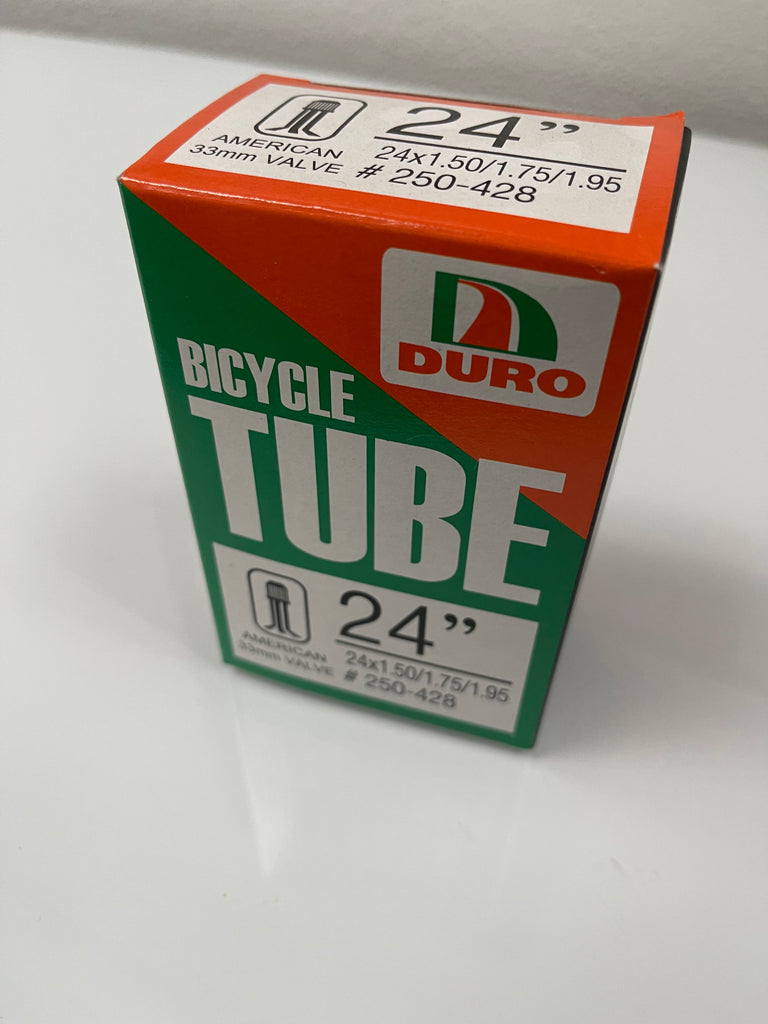 24”
AMERICAN
33mm VALVE
24x1.50/1.75/1.95
# 250-428
DURO
BICYCLE
TUBE
24”
AMERICAN
33mm VALVE
24x1.50/1.75/1.95
# 250-428